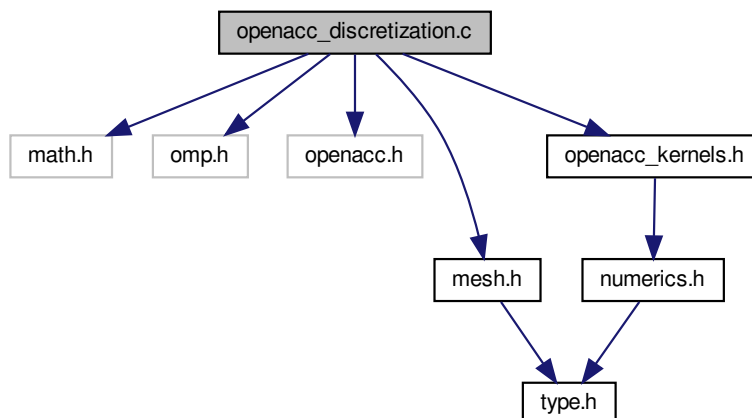 openacc_discretization.c
math.h
omp.h
openacc.h
openacc_kernels.h
mesh.h
numerics.h
type.h